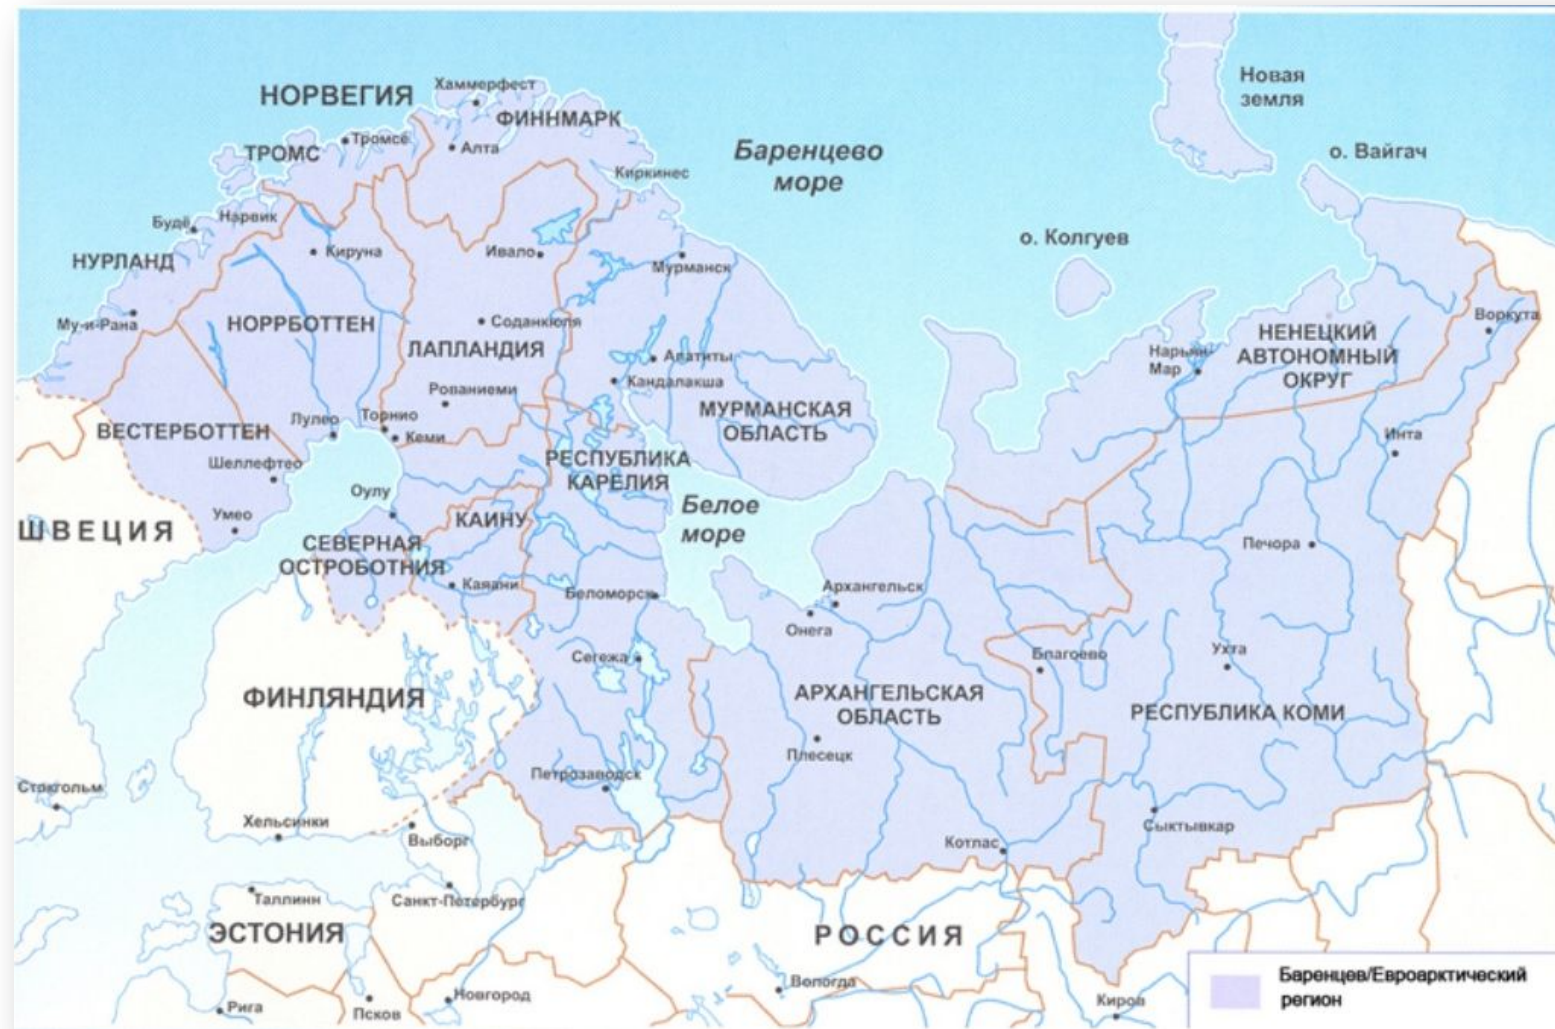 Новая
земля
Хаммерфест
НОРВЕГИЯ
ФИННМАРК
Тромсё
Алта
ТРОМС
Баренцево
море
о. Вайгач
Киркинес
Нарвик
Будё
о. Колгуев
Кируна
Ивало
НУРЛАНД
Мурманск
Му-и-Рана
НОРРБОТТЕН
Соданкюля
Воркута
НЕНЕЦКИЙ
АВТОНОМНЫЙ
ОКРУГ
ЛАПЛАНДИЯ
Апатиты
Нарьян-
Мар
Кандалакша
Рованиеми
МУРМАНСКАЯ
ОБЛАСТЬ
Лулео
Торнио
ВЕСТЕРБОТТЕН
Кеми
Инта
Шеллефтео
РЕСПУБЛИКА
КАРЕЛИЯ
Оулу
Белое
море
Умео
КАИНУ
ШВЕЦИЯ
СЕВЕРНАЯ
ОСТРОБОТНИЯ
Печора
Каяани
Беломорск
Архангельск
Онега
Сегежа
Благоево
Ухта
ФИНЛЯНДИЯ
АРХАНГЕЛЬСКАЯ
ОБЛАСТЬ
РЕСПУБЛИКА КОМИ
Плесецк
Петрозаводск
Стокгольм
Хельсинки
Выборг
Сыктывкар
Котлас
Таллинн
Санкт-Петербург
ЭСТОНИЯ
РОССИЯ
Вологда
Баренцев/Евроарктический
регион
Новгород
Рига
Псков
Киров